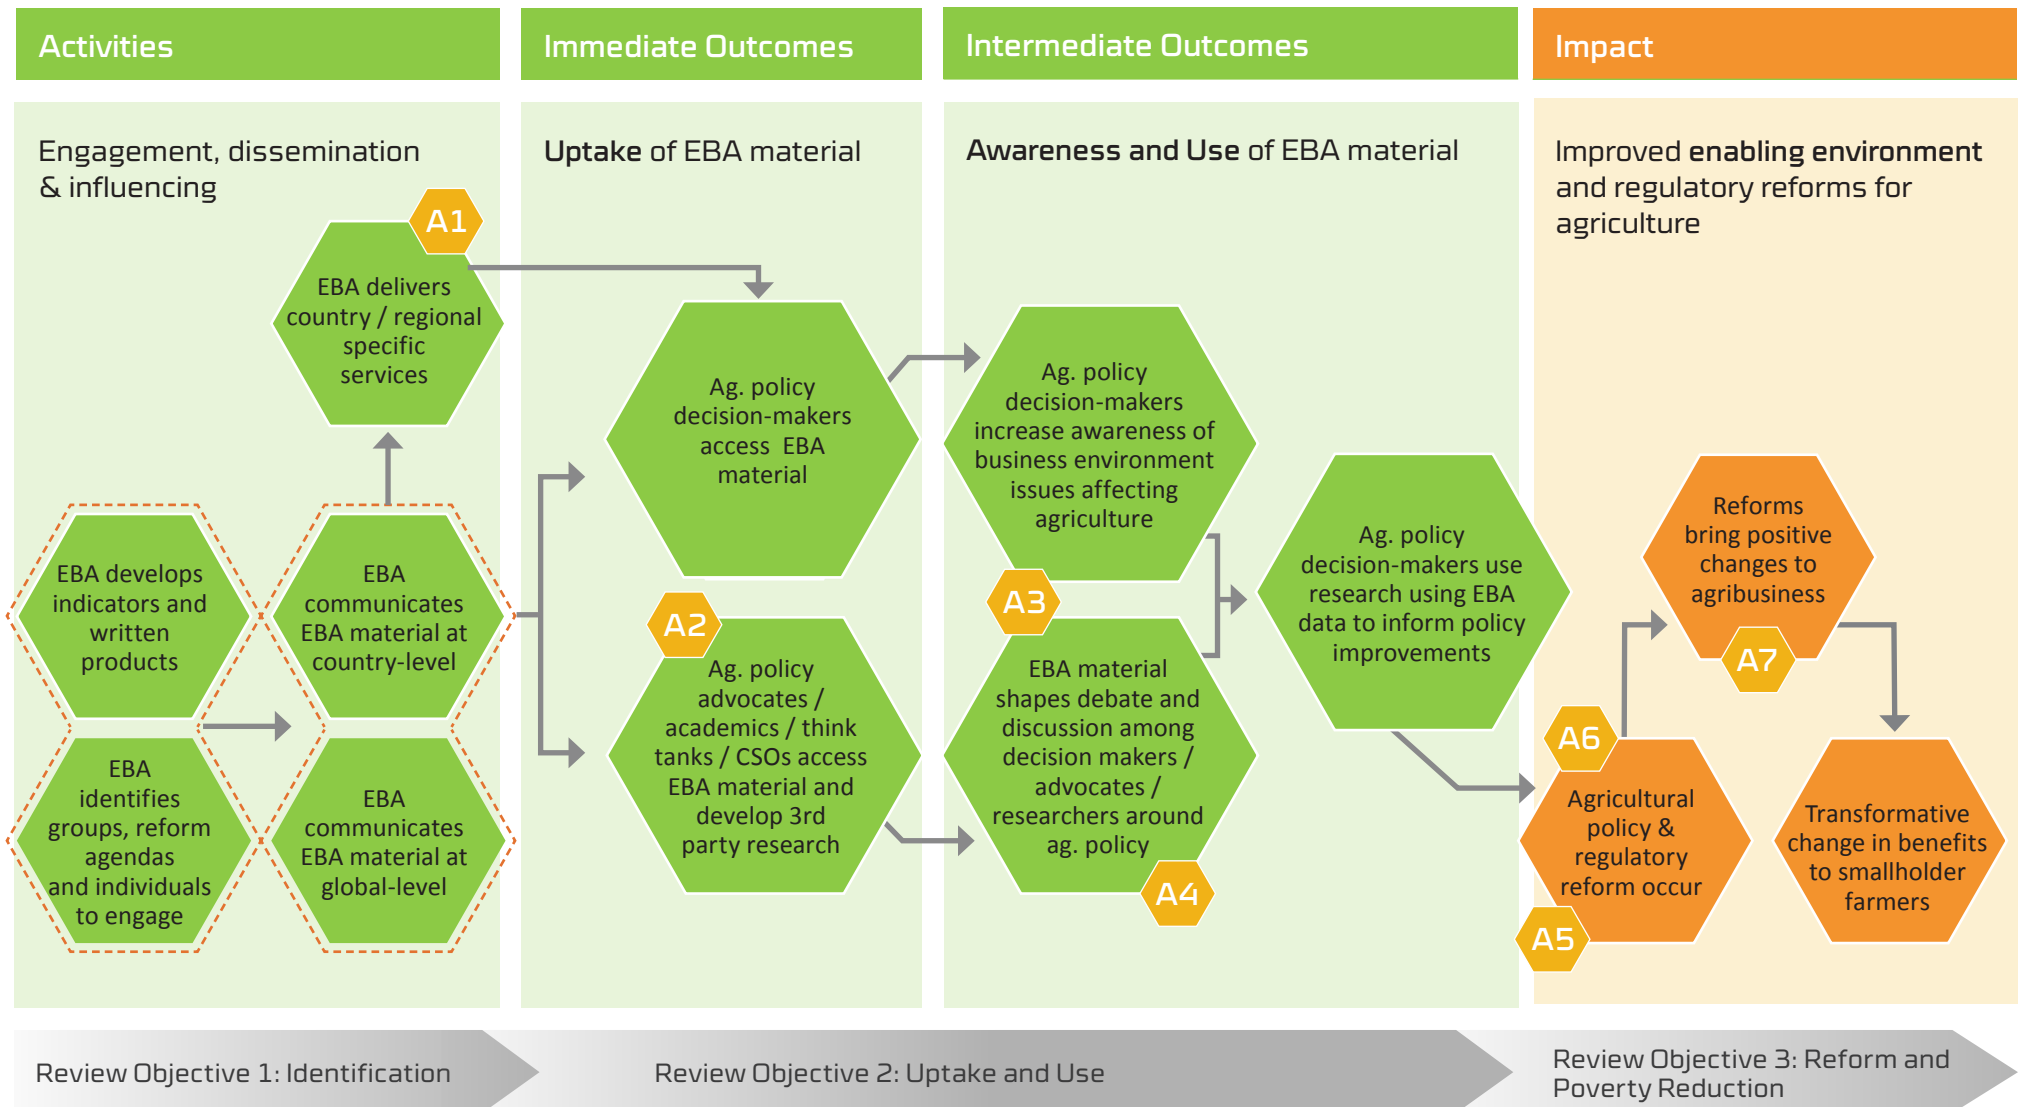 Activities
Immediate Outcomes
Intermediate Outcomes
Impact
Engagement, dissemination
& influencing
A1
EBA delivers
country / regional
specific
services
EBA develops
indicators and
written
products
EBA
communicates
EBA material at
country-level
EBA
identifies
groups, reform
agendas
and individuals
to engage
EBA
communicates
EBA material at
global-level
Uptake of EBA material
Ag. policy
decision-makers
access EBA
material
A2
Ag. policy
advocates /
academics / think
tanks / CSOs access
EBA material and
develop 3rd
party research
Awareness and Use of EBA material
Ag. policy
decision-makers
increase awareness of
business environment
issues affecting
agriculture
A3
EBA material
shapes debate and
discussion among
decision makers /
advocates /
researchers around
ag. policy
A4
Ag. policy
decision-makers use
research using EBA
data to inform policy
improvements
Improved enabling environment
and regulatory reforms for
agriculture
Reforms
bring positive
changes to
agribusiness
A7
A6
Agricultural
policy &
regulatory
reform occur
A5
Transformative
change in benefits
to smallholder
farmers
Review Objective 1: Identification
Review Objective 2: Uptake and Use
Review Objective 3: Reform and
Poverty Reduction